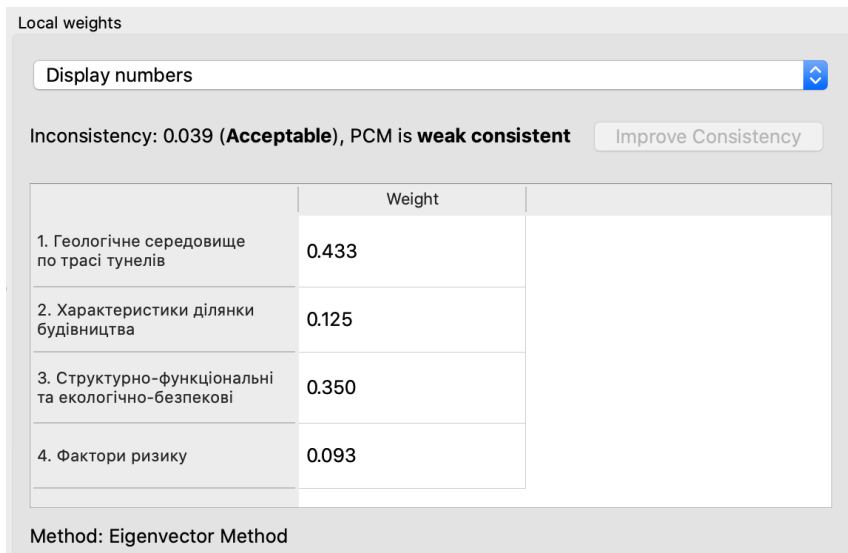 Local weights
Display numbers
Inconsistency: 0.039 (Acceptable), PCM is weak consistent
Improve Consistency
Weight
1. Геологічне середовище
по трасі тунелів
0.433
2. Характеристики ділянки
будівництва
0.125
3. Структурно-функціональні
та екологічно-безпекові
0.350
4. Фактори ризику
0.093
Method: Eigenvector Method